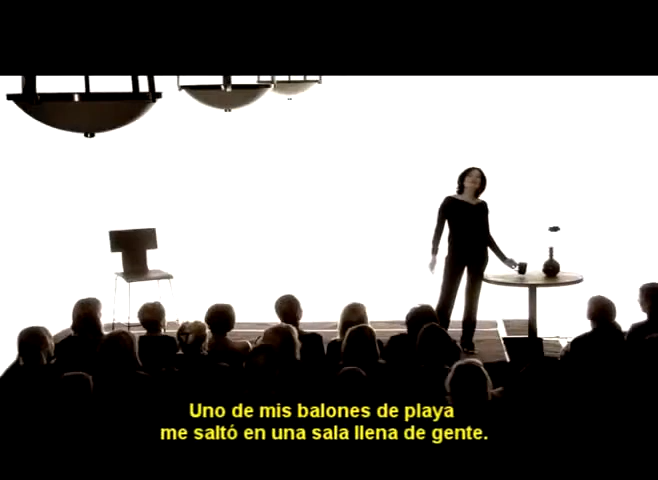 Uno de mis balones de playa
me saltó en una sala llena de gente.